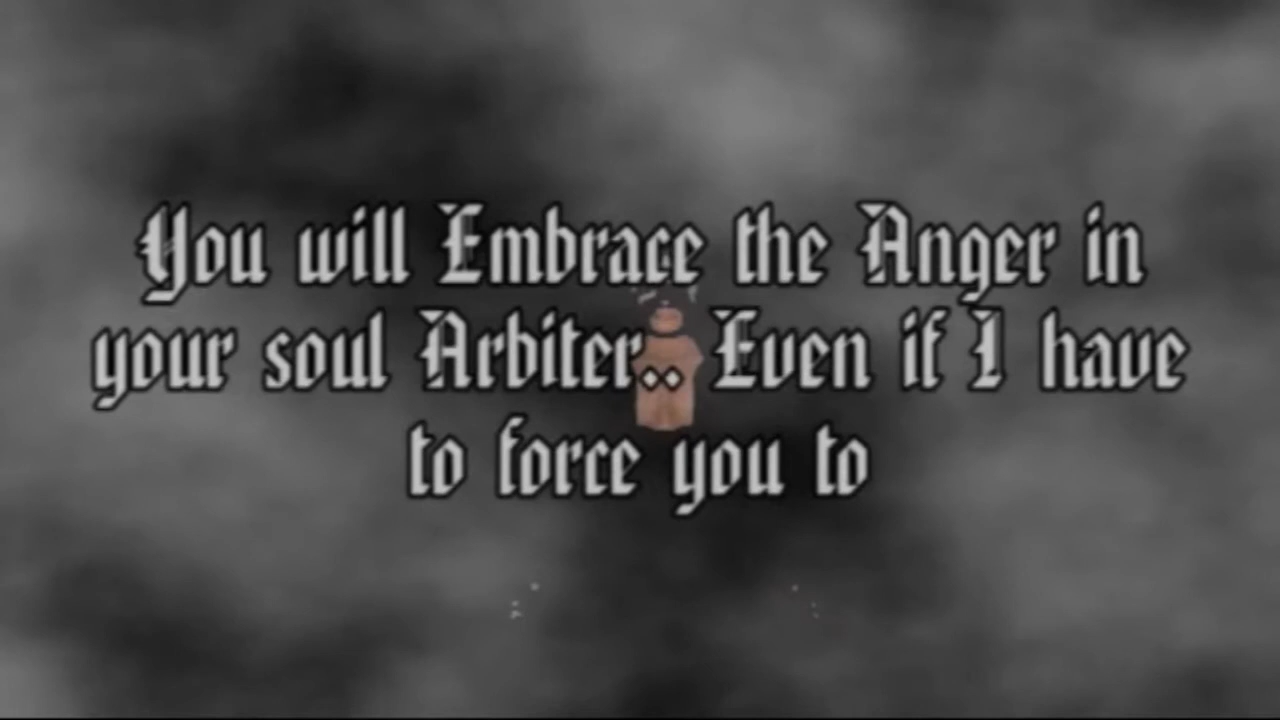 You will Embrace the Anger in
your soul Arbiter.. Even if I have
to force you to